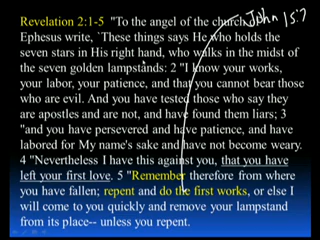 Revelation 2:1-5 "To the angel of the church
John 15:7
Ephesus write, `These things says He who holds the
seven stars in His right hand, who walks in the midst of
the seven golden lampstands: 2 "I know your works,
your labor, your patience, and that you cannot bear those
who are evil. And you have tested those who say they
are apostles and are not, and have found them liars; 3
"and you have persevered and have patience, and have
labored for My name's sake and have not become weary.
4 "Nevertheless I have this against you, that you have
left your first love. 5 "Remember therefore from where
you have fallen; repent and do the first works, or else I
will come to you quickly and remove your lampstand
from its place-- unless you repent.